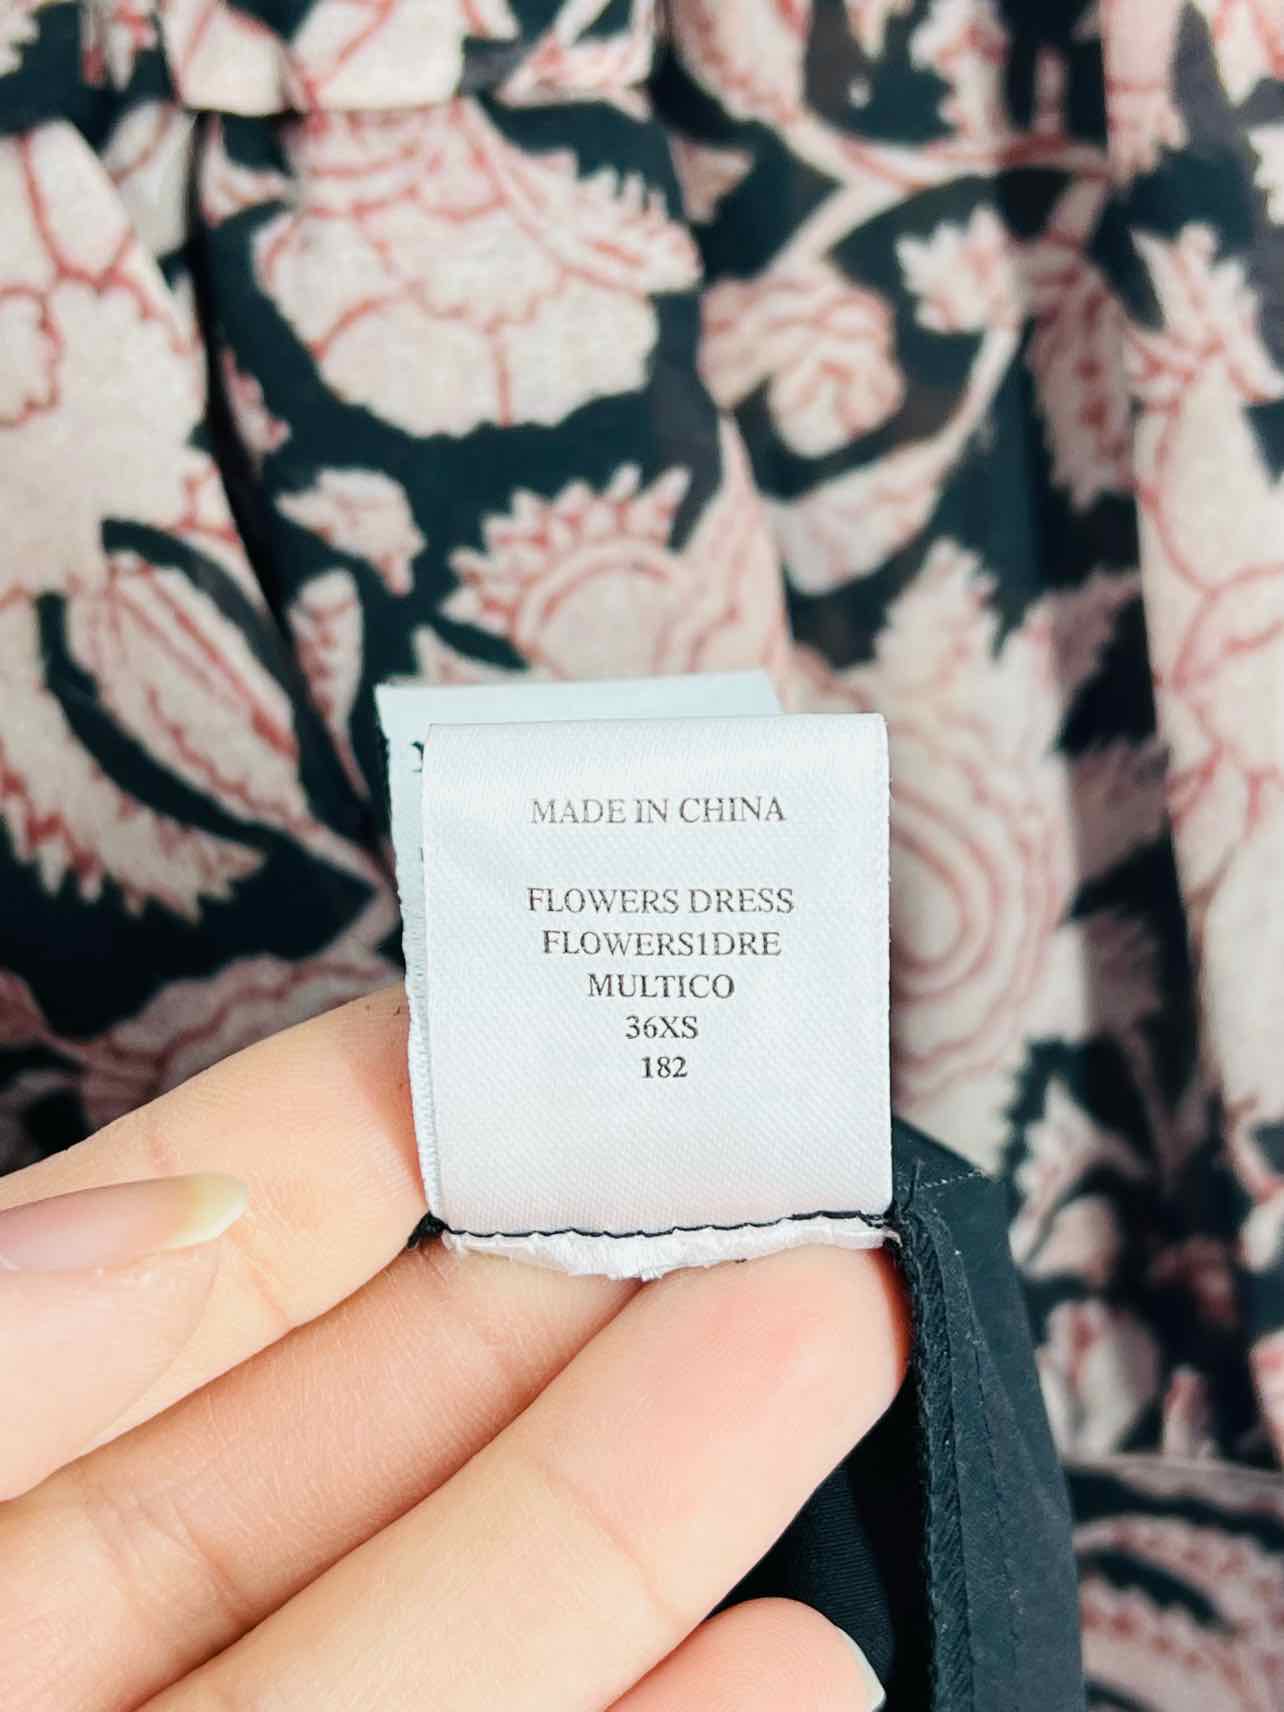 MADE IN CHINA
FLOWERS DRESS
FLOWERS1DRE
MULTICO
36XS
182